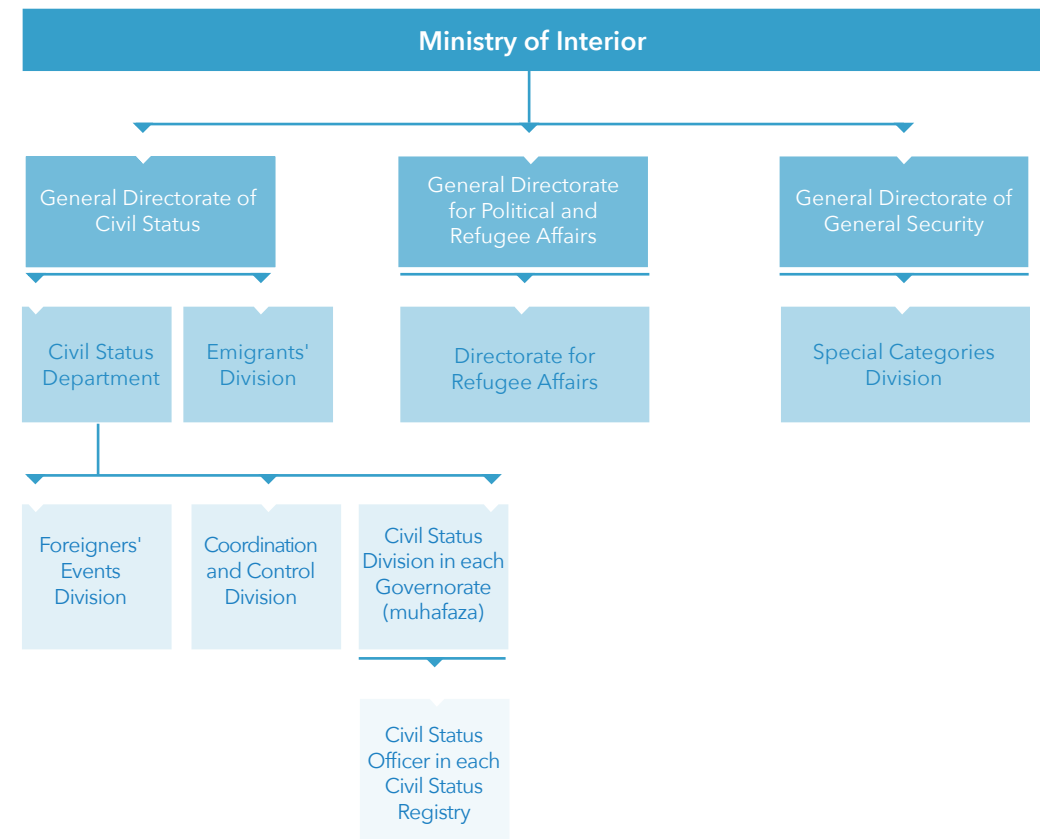 Ministry of Interior
General Directorate of
Civil Status
General Directorate
for Political and
Refugee Affairs
General Directorate of
General Security
Civil Status
Department
Emigrants'
Division
Directorate for
Refugee Affairs
Special Categories
Division
Foreigners'
Events
Division
Coordination
and Control
Division
Civil Status
Division in each
Governorate
(muhafaza)
Civil Status
Officer in each
Civil Status
Registry